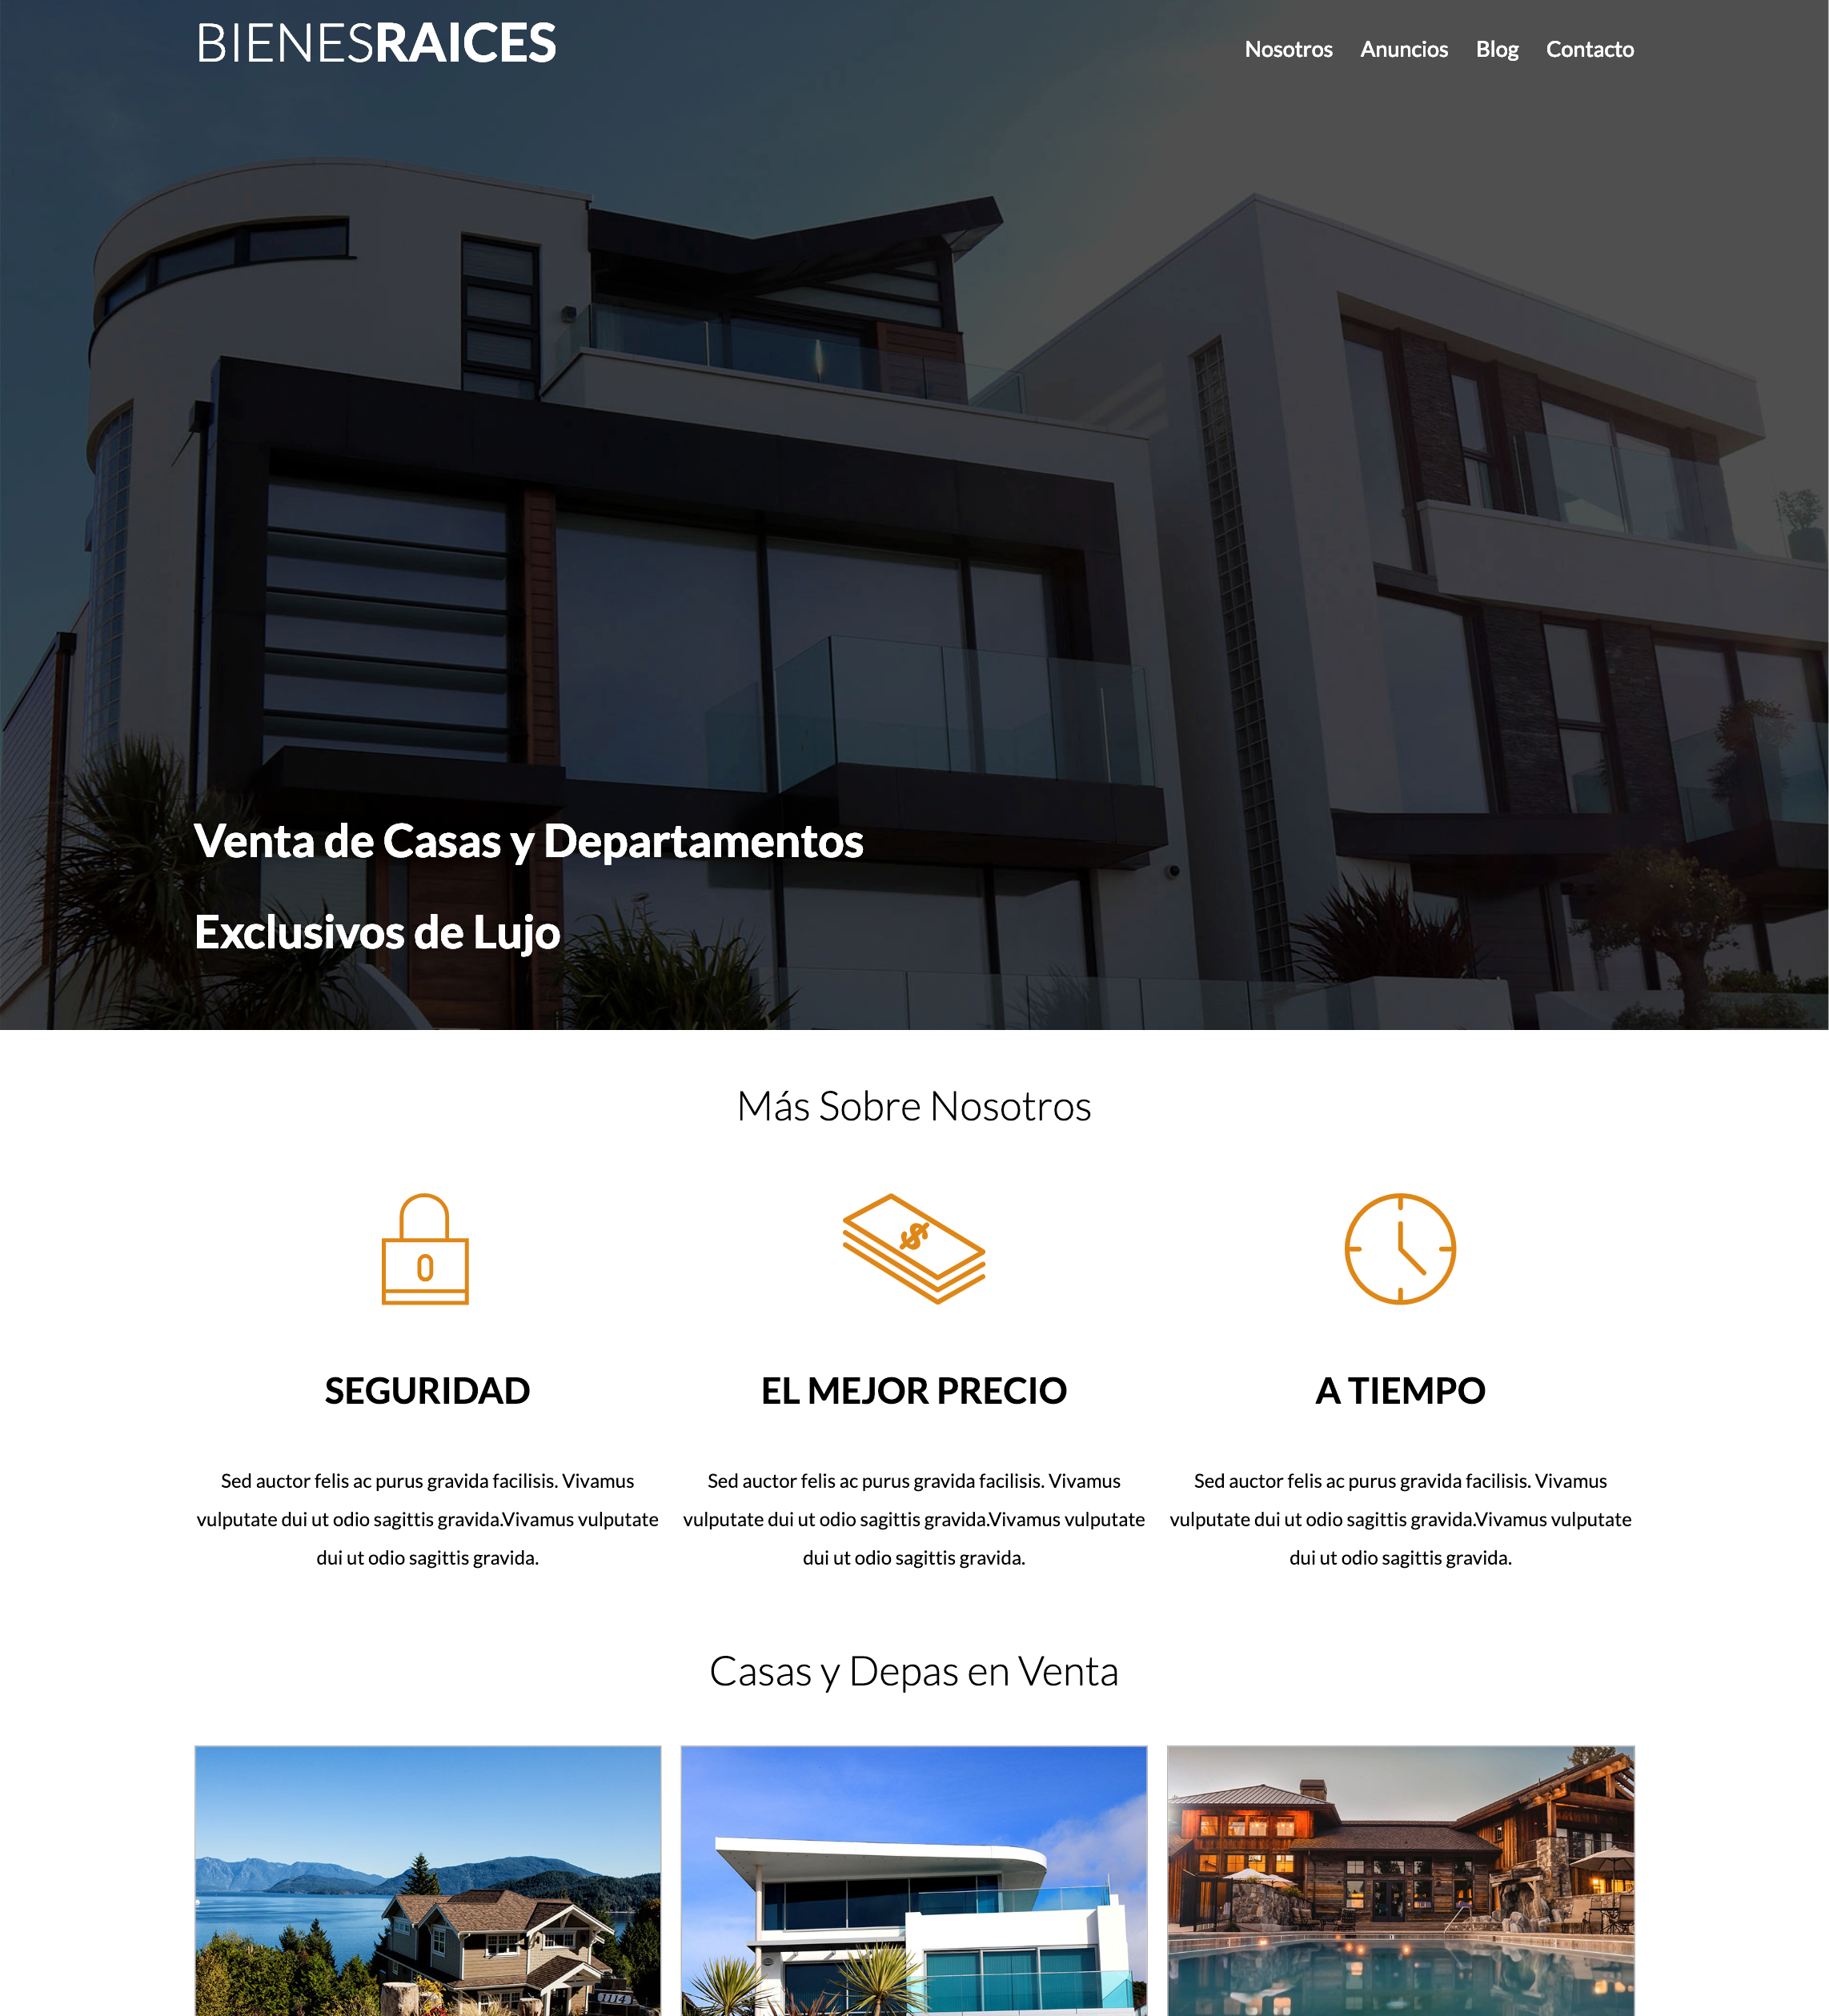 BIENESRAICES
Nosotros Anuncios Blog Contacto
Venta de Casas y Departamentos
Exclusivos de Lujo
Más Sobre Nosotros
SEGURIDAD
Sed auctor felis ac purus gravida facilisis. Vivamus
vulputate dui ut odio sagittis gravida.Vivamus vulputate
dui ut odio sagittis gravida.
EL MEJOR PRECIO
Sed auctor felis ac purus gravida facilisis. Vivamus
vulputate dui ut odio sagittis gravida.Vivamus vulputate
dui ut odio sagittis gravida.
A TIEMPO
Sed auctor felis ac purus gravida facilisis. Vivamus
vulputate dui ut odio sagittis gravida.Vivamus vulputate
dui ut odio sagittis gravida.
Casas y Depas en Venta
1114